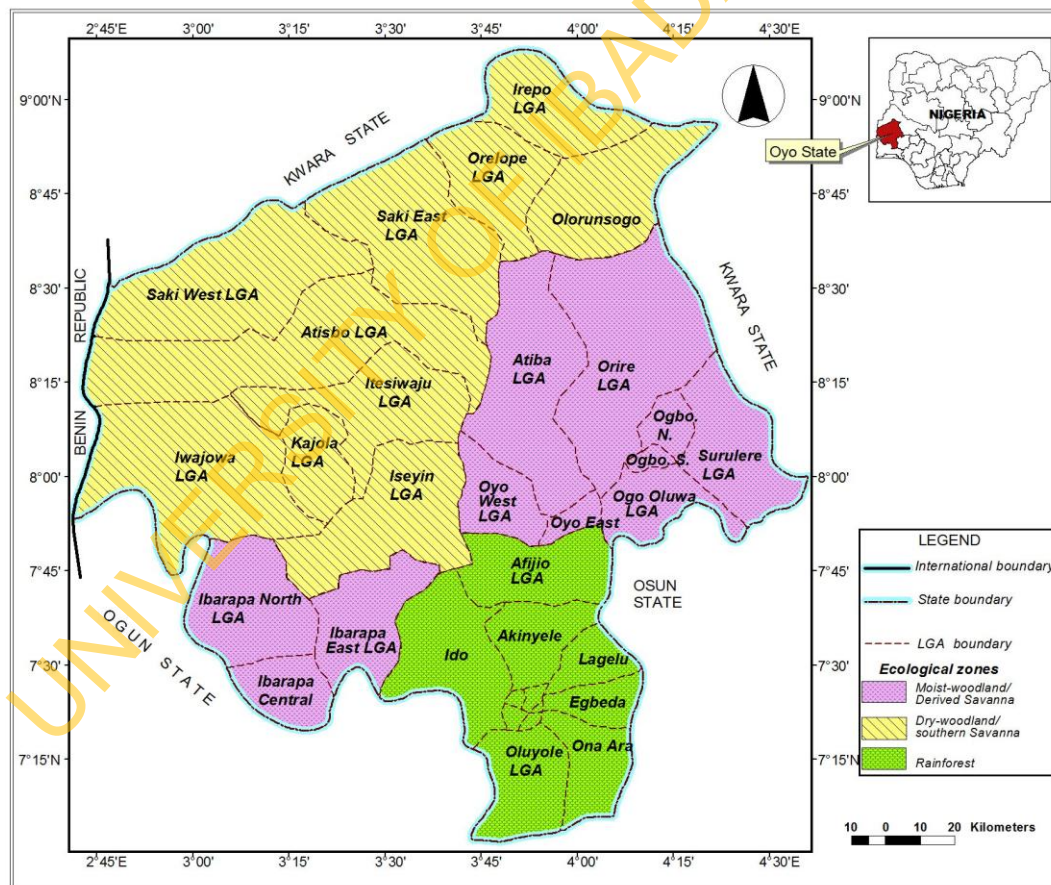 2°45'E 3°00' 3°15' 3°30' 3°45' 4°00' 4°15' 4°30'E
9°00'N
8°45'
8°30'
8°15'
8°00'
7°45'
7°30'
7°15'N
9°00'N
8°45'
8°30'
8°15'
8°00'
7°45'
7°30'
7°15'N
2°45'E 3°00' 3°15' 3°30' 3°45' 4°00' 4°15' 4°30'E
UNIVERSITY OF IBAD
KWARA STATE
KWARA STATE
BENIN REPUBLIC
OGUN STATE
OSUN
STATE
Irepo
LGA
Orelope
LGA
Saki East
LGA
Olorunsogo
Saki West LGA
Atisbo LGA
Itesiwaju
LGA
Atiba
LGA
Orire
LGA
Ogbo.
N.
Kajola
LGA
Iwajowa
LGA
Iseyin
LGA
Ogbo. S.
Surulere
LGA
Oyo
West
LGA
Ogo Oluwa
LGA
Oyo East
Afijio
LGA
Ibarapa North
LGA
Ibarapa
East LGA
Ibarapa
Central
Ido
Akinyele
Lagelu
Egbeda
Oluyole
LGA
Ona Ara
NIGERIA
Oyo State
LEGEND
International boundary
State boundary
LGA boundary
Ecological zones
Moist-woodland/
Derived Savanna
Dry-woodland/
southern Savanna
Rainforest
10 0 10 20 Kilometers